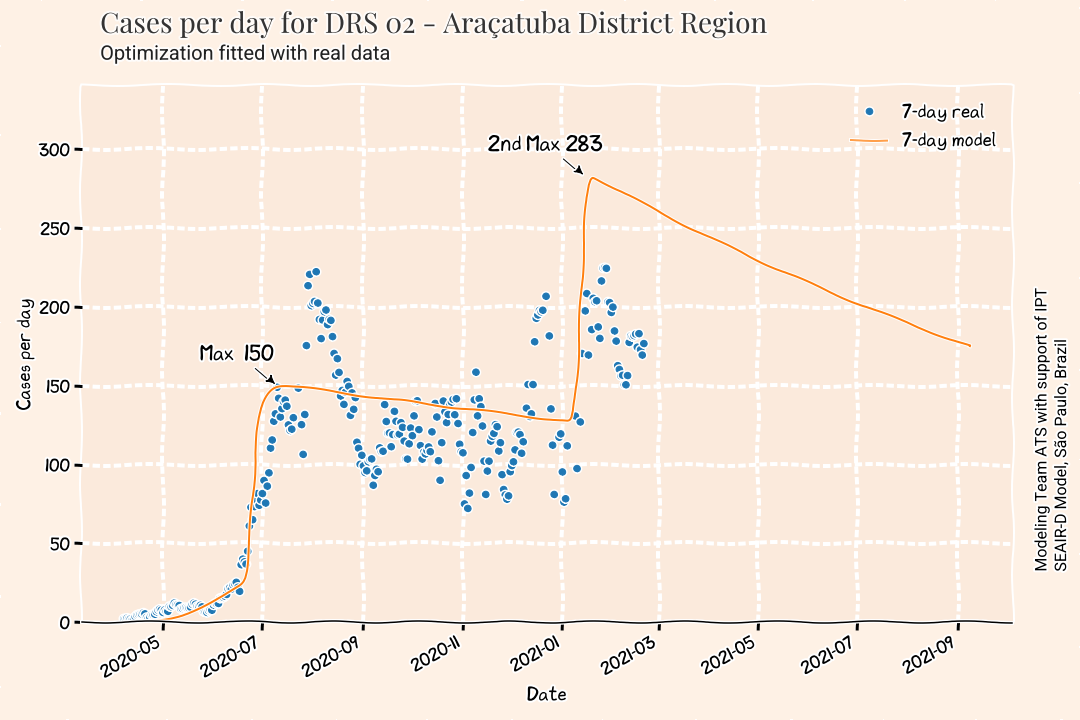 Cases per day for DRS 02 - Araçatuba District Region
Optimization fitted with real data
7-day real
7-day model
2nd Max 283
Max 150
300
250
200
150
100
50
0
Cases per day
2020-05
2020-07
2020-09
2020-11
2021-01
2021-03
2021-05
2021-07
2021-09
Date
Modeling Team ATS with support of IPT
SEAIR-D Model, São Paulo, Brazil